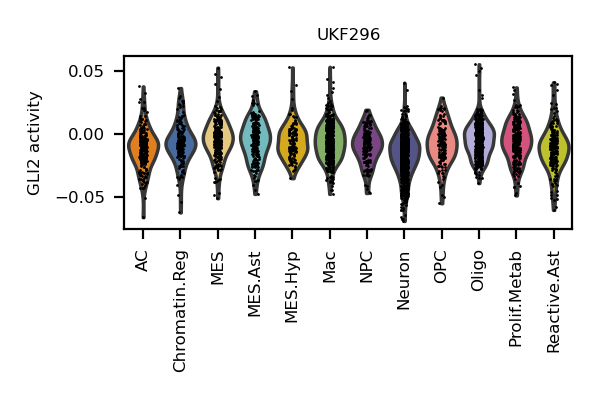 UKF296
GLI2 activity
0.05
0.00
−0.05
AC
Chromatin.Reg
MES
MES.Ast
MES.Hyp
Mac
NPC
Neuron
OPC
Oligo
Prolif.Metab
Reactive.Ast